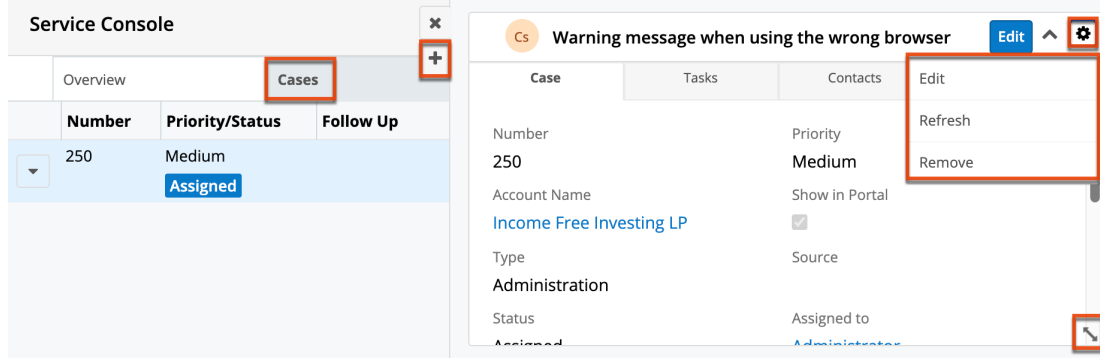 Service Console
Overview
Cases
Number Priority/Status Follow Up
250 Medium
Assigned
Cs Warning message when using the wrong browser Edit
Case Tasks Contacts
Edit
Refresh
Remove
Number Priority
250 Medium
Account Name Show in Portal
Income Free Investing LP
Type Source
Administration
Status Assigned to
Assigned Administrator